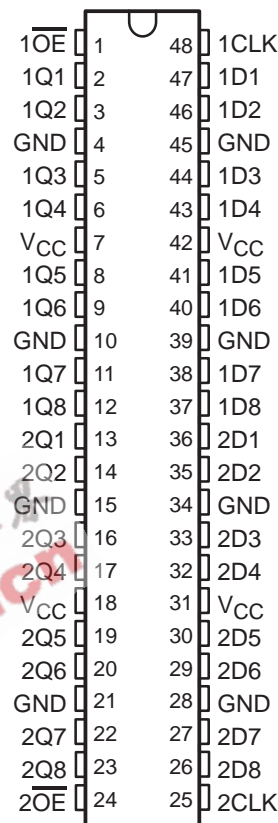 1O̅E̅ 1 48 1CLK
1Q1 2 47 1D1
1Q2 3 46 1D2
GND 4 45 GND
1Q3 5 44 1D3
1Q4 6 43 1D4
VCC 7 42 VCC
1Q5 8 41 1D5
1Q6 9 40 1D6
GND 10 39 GND
1Q7 11 38 1D7
1Q8 12 37 1D8
2Q1 13 36 2D1
2Q2 14 35 2D2
GND 15 34 GND
2Q3 16 33 2D3
2Q4 17 32 2D4
VCC 18 31 VCC
2Q5 19 30 2D5
2Q6 20 29 2D6
GND 21 28 GND
2Q7 22 27 2D7
2Q8 23 26 2D8
2O̅E̅ 24 25 2CLK